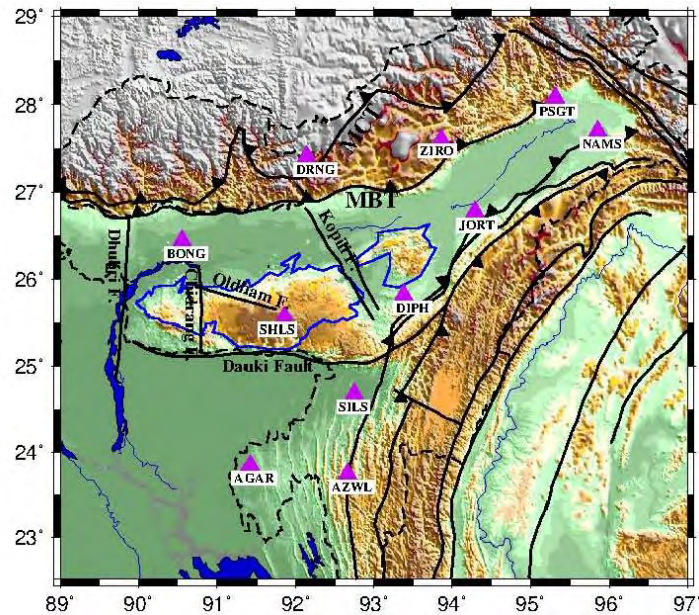 29°
28°
27°
26°
25°
24°
23°
PSGT
NAMS
MCT
ZIRO
DRNG
MBT
JORT
Kopili F.
Dhubri F.
BONG
Oldham F.
Chedrang F.
DIPH
SHLS
Dauki Fault
SILS
AGAR
AZWL
89° 90° 91° 92° 93° 94° 95° 96° 97°